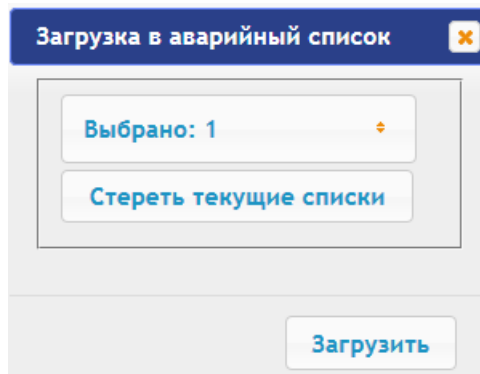 Загрузка в аварийный список
Выбрано: 1
Стереть текущие списки
Загрузить